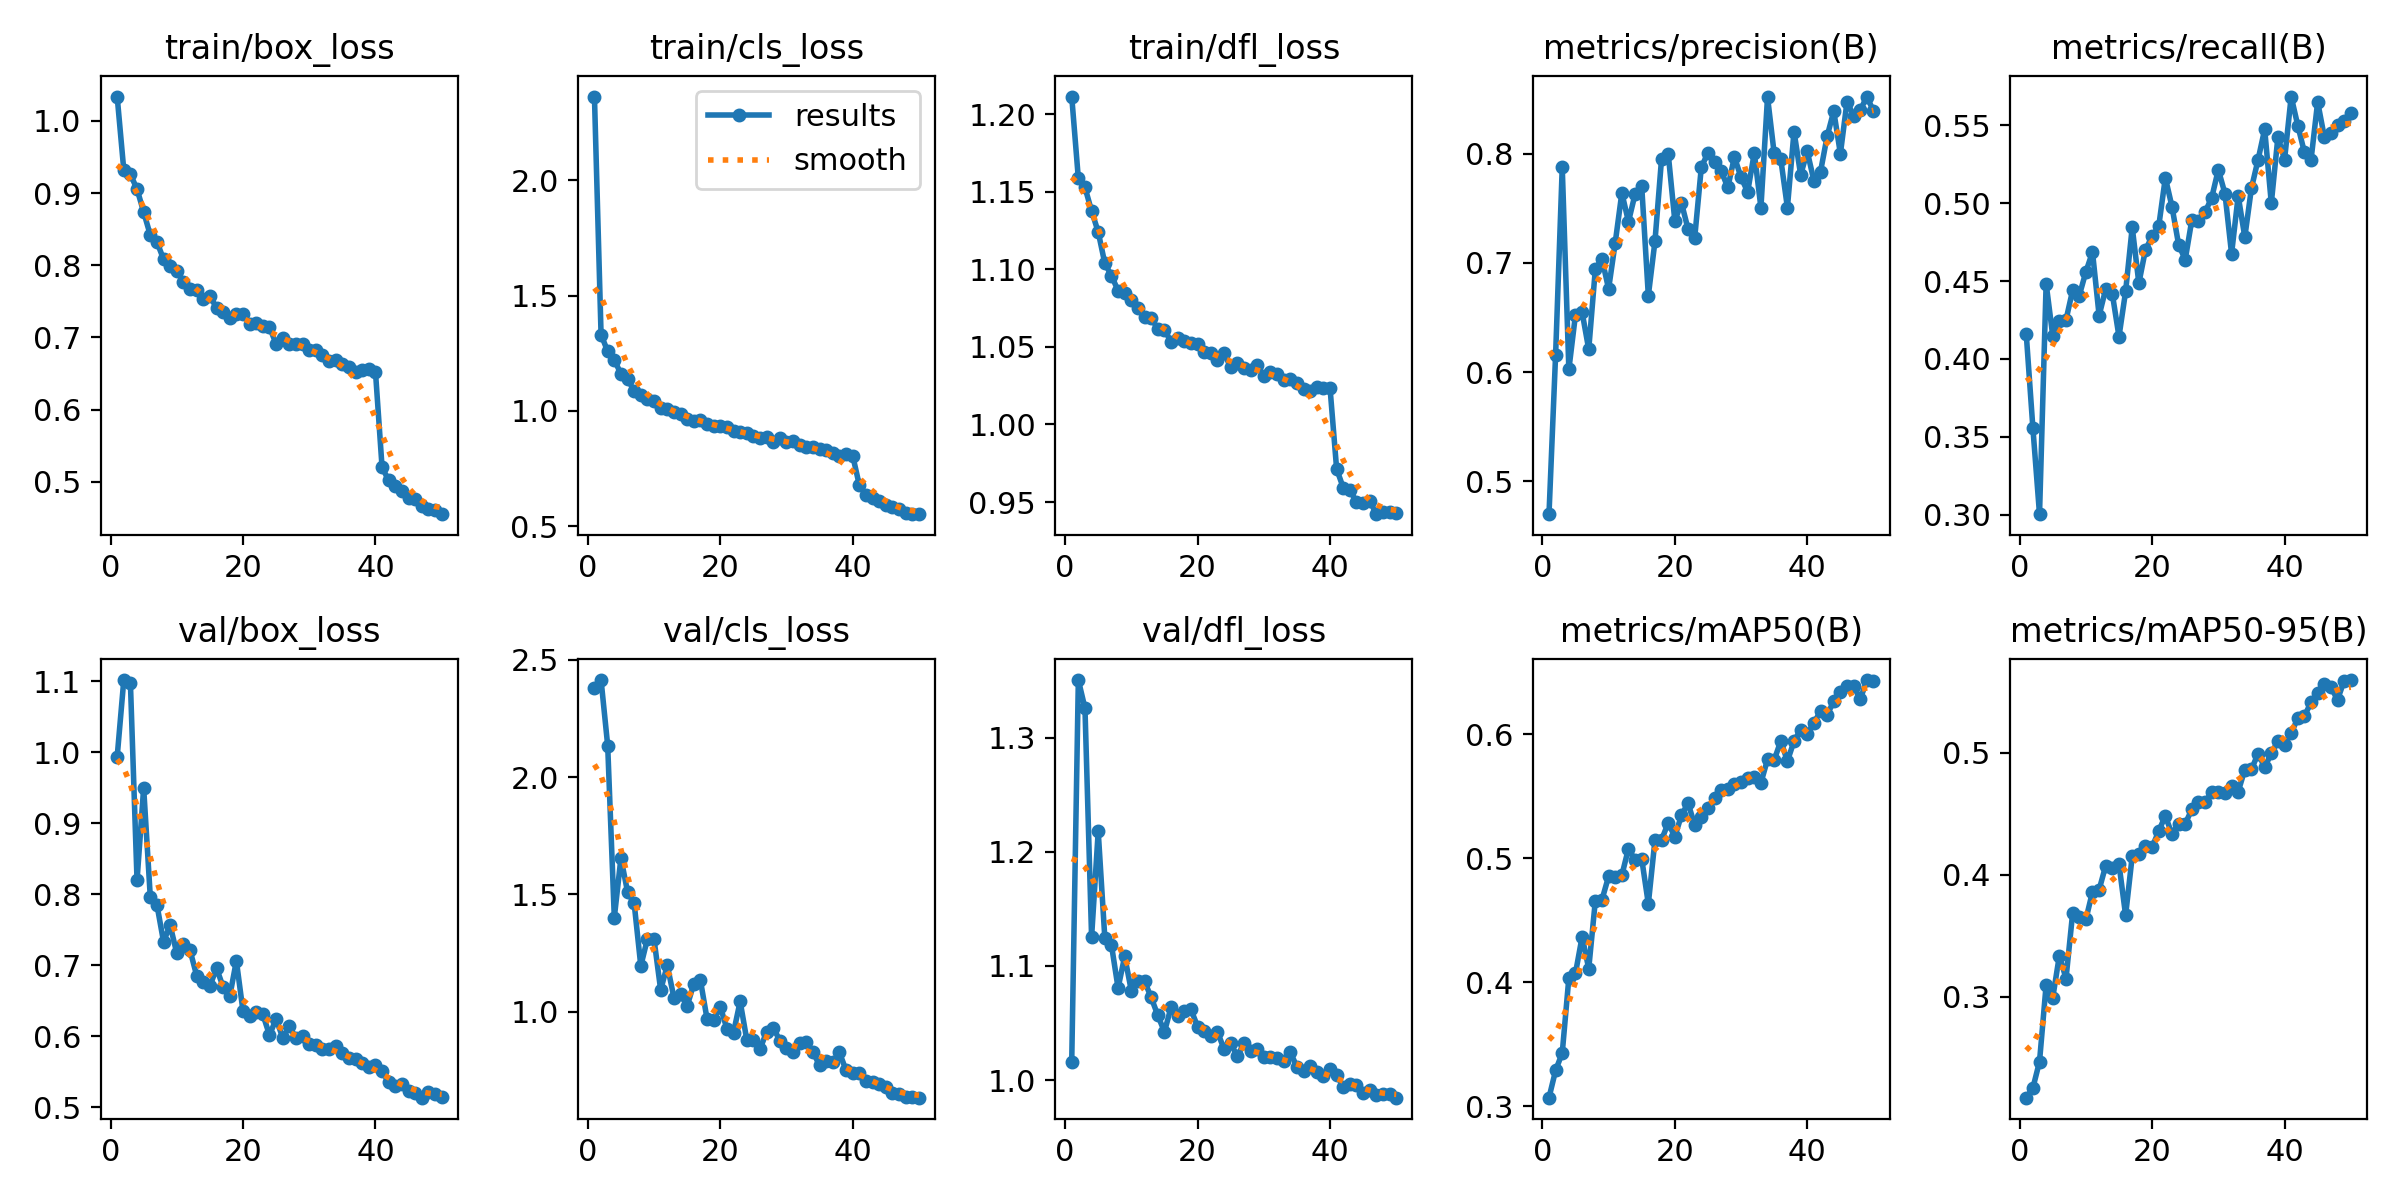 train/box_loss
1.0
0.9
0.8
0.7
0.6
0.5
0 20 40
train/cls_loss
results
smooth
2.0
1.5
1.0
0.5
0 20 40
train/dfl_loss
1.20
1.15
1.10
1.05
1.00
0.95
0 20 40
metrics/precision(B)
0.8
0.7
0.6
0.5
0 20 40
metrics/recall(B)
0.55
0.50
0.45
0.40
0.35
0.30
0 20 40
val/box_loss
1.1
1.0
0.9
0.8
0.7
0.6
0.5
0 20 40
val/cls_loss
2.5
2.0
1.5
1.0
0 20 40
val/dfl_loss
1.3
1.2
1.1
1.0
0 20 40
metrics/mAP50(B)
0.6
0.5
0.4
0.3
0 20 40
metrics/mAP50-95(B)
0.5
0.4
0.3
0 20 40